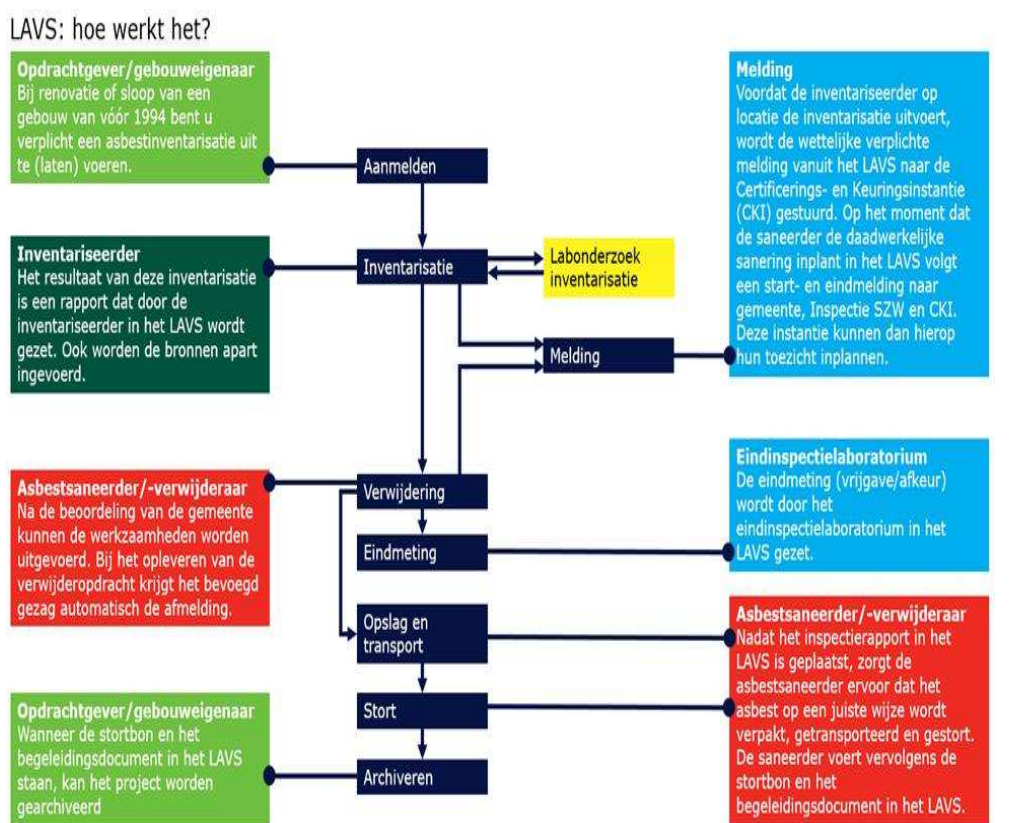 LAVS: hoe werkt het?
Opdrachtgever/gebouweigenaar
Bij renovatie of sloop van een
gebouw van vóór 1994 bent u
verplicht een asbestinventarisatie uit
te (laten) voeren.
Aanmelden
Melding
Voordat de inventariseerder op
locatie de inventarisatie uitvoert,
wordt de wettelijke verplichte
melding vanuit het LAVS naar de
Certificerings- en Keuringsinstantie
(CKI) gestuurd. Op het moment dat
de saneerder de daadwerkelijke
sanering inplant in het LAVS volgt
een start- en eindmelding naar
gemeente, Inspectie SZW en CKI.
Deze instantie kunnen dan hierop
hun toezicht inplannen.
Inventariseerder
Het resultaat van deze inventarisatie
is een rapport dat door de
inventariseerder in het LAVS wordt
gezet. Ook worden de bronnen apart
ingevoerd.
Inventarisatie
Labonderzoek
inventarisatie
Melding
Asbestsaneerder/-verwijderaar
Na de beoordeling van de gemeente
kunnen de werkzaamheden worden
uitgevoerd. Bij het opleveren van de
verwijderopdracht krijgt het bevoegd
gezag automatisch de afmelding.
Verwijdering
Eindmeting
Eindinspectielaboratorium
De eindmeting (vrijgave/afkeur)
wordt door het
eindinspectielaboratorium in het
LAVS gezet.
Opslag en
transport
Stort
Asbestsaneerder/-verwijderaar
Nadat het inspectierapport in het
LAVS is geplaatst, zorgt de
asbestsaneerder ervoor dat het
asbest op een juiste wijze wordt
verpakt, getransporteerd en gestort.
De saneerder voert vervolgens de
stortbon en het
begeleidingsdocument in het LAVS.
Opdrachtgever/gebouweigenaar
Wanneer de stortbon en het
begeleidingsdocument in het LAVS
staan, kan het project worden
gearchiveerd
Archiveren